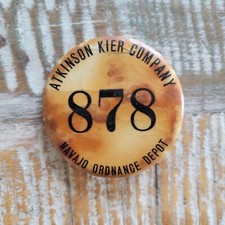 ATKINSON KIER COMPANY
878
NAVAJO ORDNANCE DEPOT